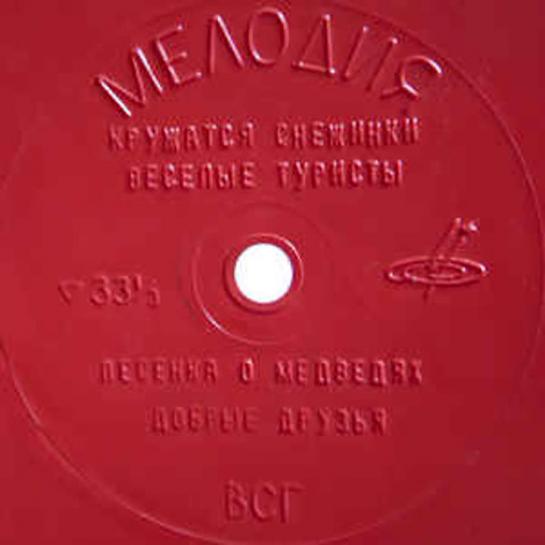 МЕЛОДИЯ
КРУЖАТСЯ СНЕЖИНКИ
ВЕСЕЛЫЕ ТУРИСТЫ
▽ 33⅓
ПЕСЕНКА О МЕДВЕДЯХ
ДОБРЫЕ ДРУЗЬЯ
ВСГ